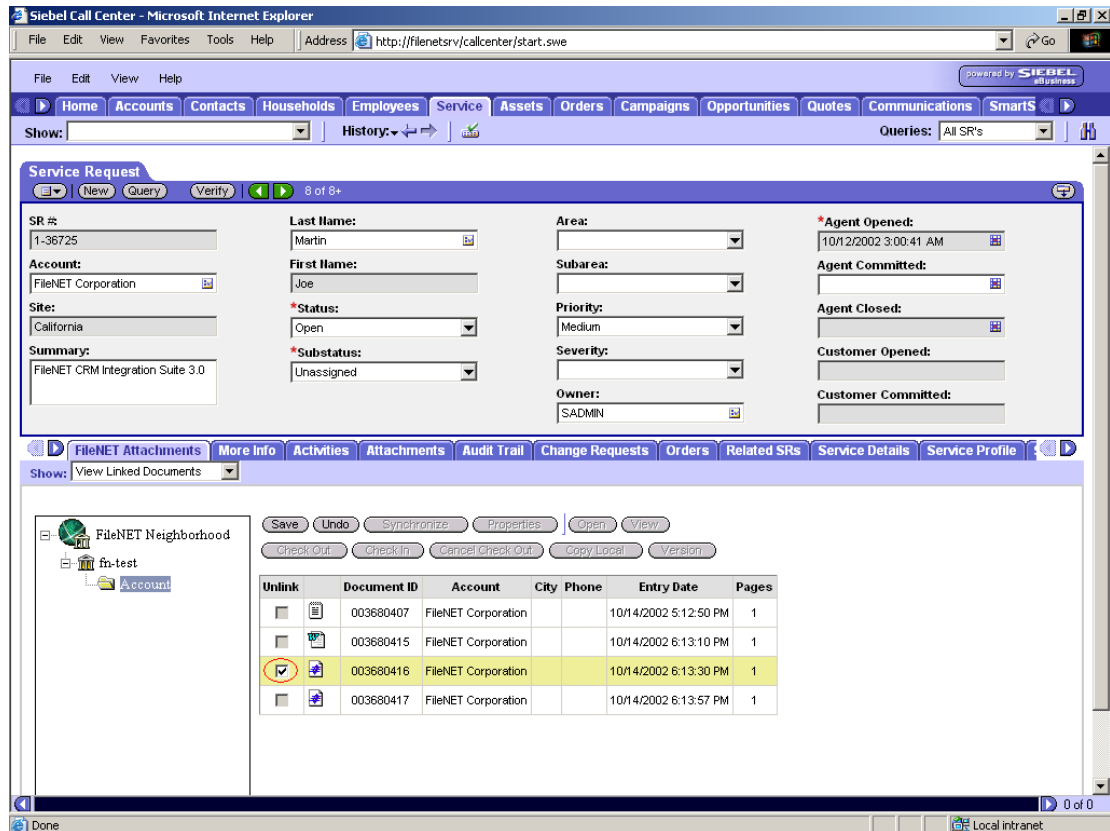 Siebel Call Center - Microsoft Internet Explorer
File Edit View Favorites Tools Help Address http://filenetsrv/callcenter/start.swe Go
File Edit View Help powered by SIEBEL eBusiness
Home Accounts Contacts Households Employees Service Assets Orders Campaigns Opportunities Quotes Communications SmartS
Show: History: Queries: All SR's
Service Request
New Query Verify 8 of 8+
SR #: Last Name: Area: *Agent Opened:
1-36725 Martin 10/12/2002 3:00:41 AM
Account: First Name: Subarea: Agent Committed:
FileNET Corporation Joe
Site: *Status: Priority: Agent Closed:
California Open Medium
Summary: *Substatus: Severity: Customer Opened:
FileNET CRM Integration Suite 3.0 Unassigned
Owner: Customer Committed:
SADMIN
FileNET Attachments More Info Activities Attachments Audit Trail Change Requests Orders Related SRs Service Details Service Profile
Show: View Linked Documents
FileNET Neighborhood Save Undo Synchronize Properties Open View
Check Out Check In Cancel Check Out Copy Local Version
fn-test
Account
Unlink Document ID Account City Phone Entry Date Pages
003680407 FileNET Corporation 10/14/2002 5:12:50 PM 1
003680415 FileNET Corporation 10/14/2002 6:13:10 PM 1
003680416 FileNET Corporation 10/14/2002 6:13:30 PM 1
003680417 FileNET Corporation 10/14/2002 6:13:57 PM 1
0 of 0
Done Local intranet